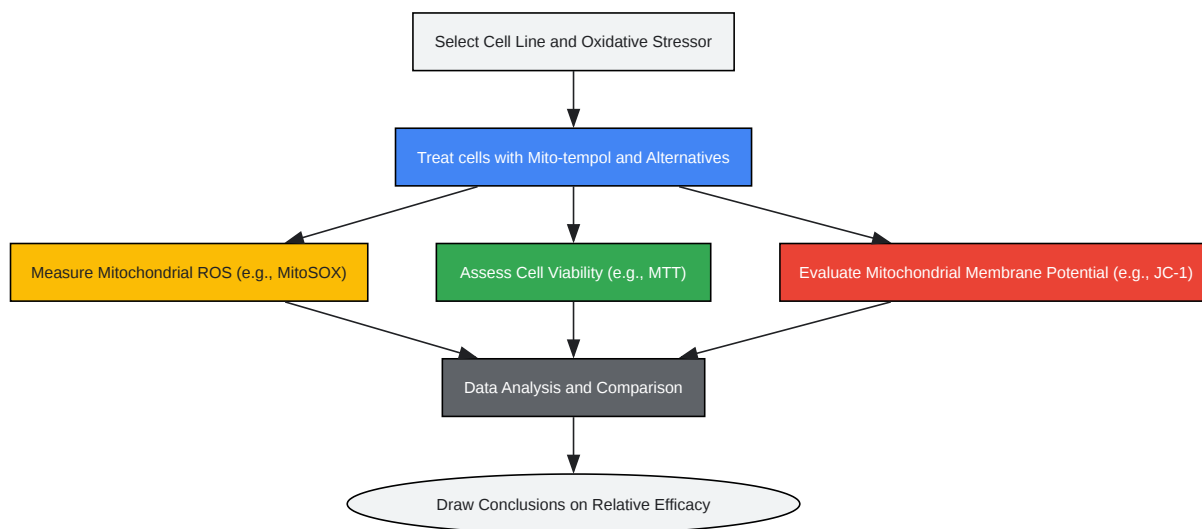 Select Cell Line and Oxidative Stressor
Treat cells with Mito-tempol and Alternatives
Measure Mitochondrial ROS (e.g., MitoSOX)
Assess Cell Viability (e.g., MTT)
Evaluate Mitochondrial Membrane Potential (e.g., JC-1)
Data Analysis and Comparison
Draw Conclusions on Relative Efficacy